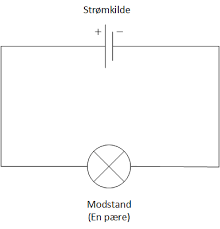 Strømkilde
+ −
Modstand
(En pære)